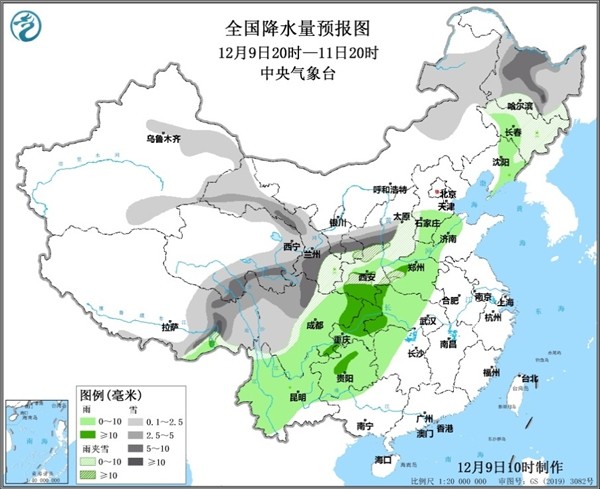 全国降水量预报图
12月9日20时—11日20时
中央气象台
哈尔滨
长春
乌鲁木齐
沈阳
呼和浩特
北京
天津
银川
太原
石家庄
济南
西宁
兰州
西安
郑州
拉萨
成都
合肥
南京
上海
武汉
杭州
重庆
长沙
南昌
贵阳
福州
台北
昆明
广州
南宁
澳门
香港
海口
图例(毫米)
雨
雪
0～10
0.1～2.5
≥10
2.5～5
雨夹雪
5～10
0～10
≥10
≥10
12月9日10时制作
比例尺 1:20 000 000
审图号: GS (2019) 3082号